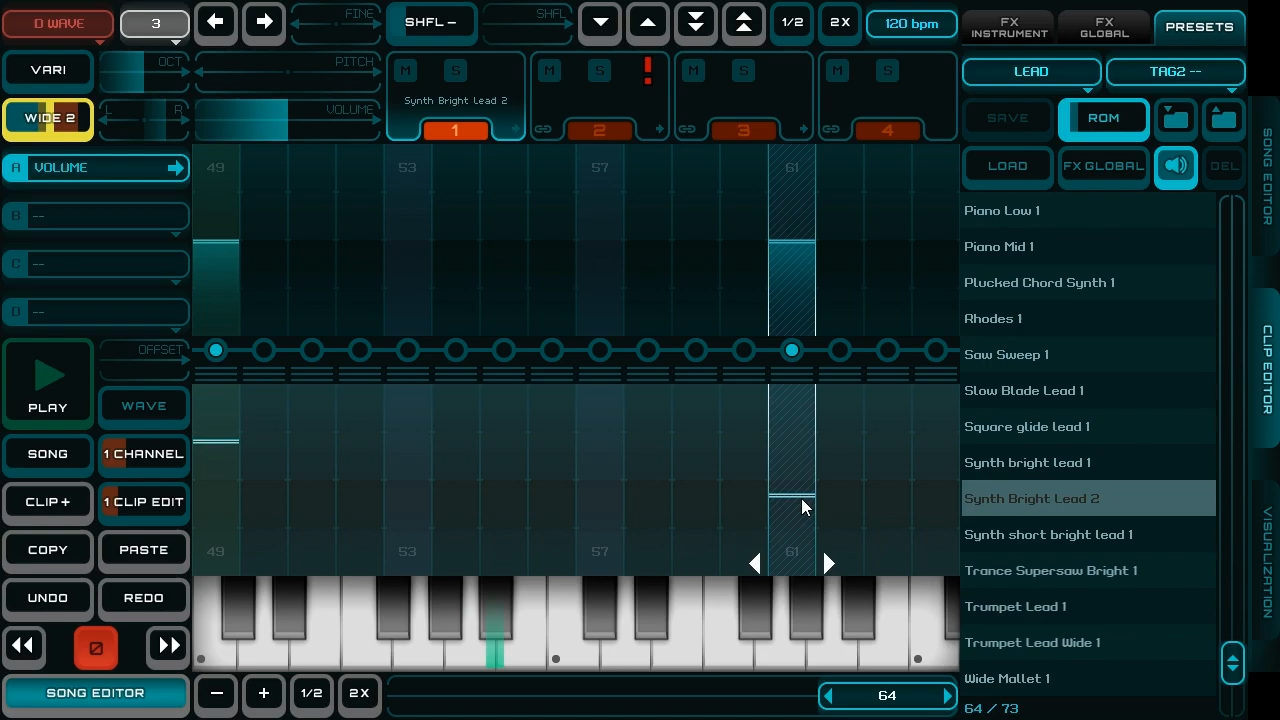 D WAVE 3 FINE SHFL - SHFL 1/2 2X 120 bpm FX INSTRUMENT FX GLOBAL PRESETS
VARI OCT PITCH M S M S ! M S M S LEAD TAG2 --
WIDE 2 L R VOLUME Synth Bright Lead 2 SAVE ROM
1 2 3 4
A VOLUME 49 53 57 61 LOAD FX GLOBAL DEL
B --
C --
D --
OFFSET
PLAY WAVE
SONG 1 CHANNEL
CLIP+ 1 CLIP EDIT
COPY PASTE 49 53 57 61
UNDO REDO
0
SONG EDITOR - + 1/2 2X 64
Piano Low 1
Piano Mid 1
Plucked Chord Synth 1
Rhodes 1
Saw Sweep 1
Slow Blade Lead 1
Square glide lead 1
Synth bright lead 1
Synth Bright Lead 2
Synth short bright lead 1
Trance Supersaw Bright 1
Trumpet Lead 1
Trumpet Lead Wide 1
Wide Mallet 1
64 / 73
SONG EDITOR
CLIP EDITOR
VISUALIZATION